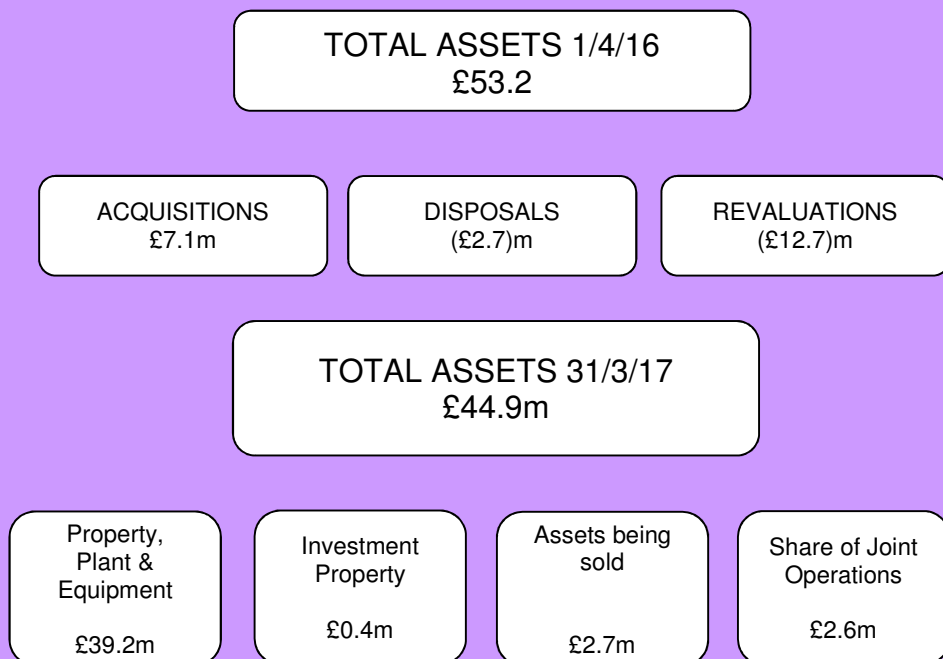 TOTAL ASSETS 1/4/16
£53.2
ACQUISITIONS
£7.1m
DISPOSALS
(£2.7)m
REVALUATIONS
(£12.7)m
TOTAL ASSETS 31/3/17
£44.9m
Property,
Plant &
Equipment
£39.2m
Investment
Property
£0.4m
Assets being
sold
£2.7m
Share of Joint
Operations
£2.6m